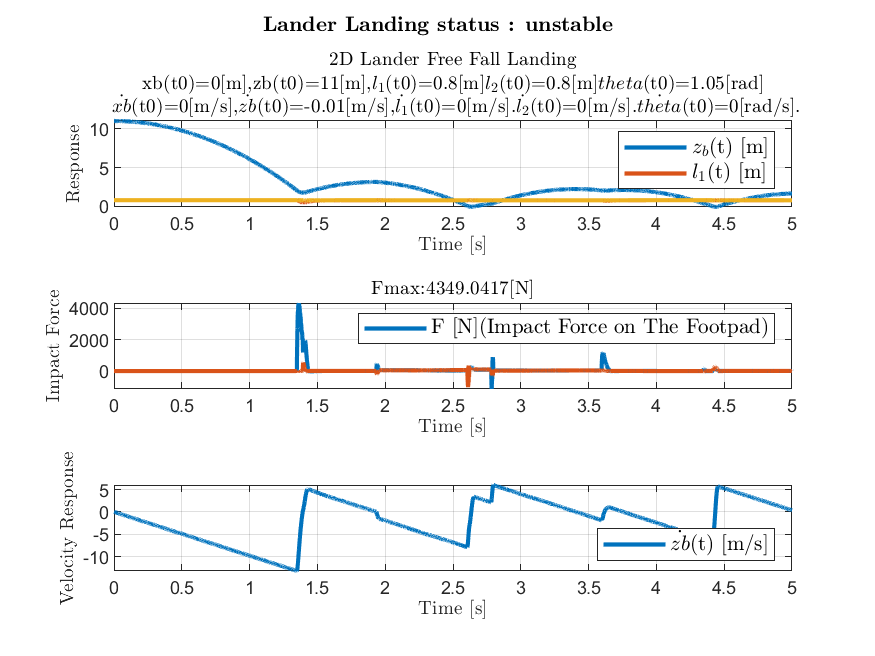 Lander Landing status : unstable
2D Lander Free Fall Landing
xb(t0)=0[m],zb(t0)=11[m],l₁(t0)=0.8[m]l₂(t0)=0.8[m]theta(t0)=1.05[rad]
ẋb(t0)=0[m/s],żb(t0)=-0.01[m/s],l̇₁(t0)=0[m/s].l̇₂(t0)=0[m/s].thėta(t0)=0[rad/s].
Response
10
5
0
z_b(t) [m]
l₁(t) [m]
0 0.5 1 1.5 2 2.5 3 3.5 4 4.5 5
Time [s]
Fmax:4349.0417[N]
Impact Force
4000
2000
0
F [N](Impact Force on The Footpad)
0 0.5 1 1.5 2 2.5 3 3.5 4 4.5 5
Time [s]
Velocity Response
5
0
-5
-10
żb(t) [m/s]
0 0.5 1 1.5 2 2.5 3 3.5 4 4.5 5
Time [s]